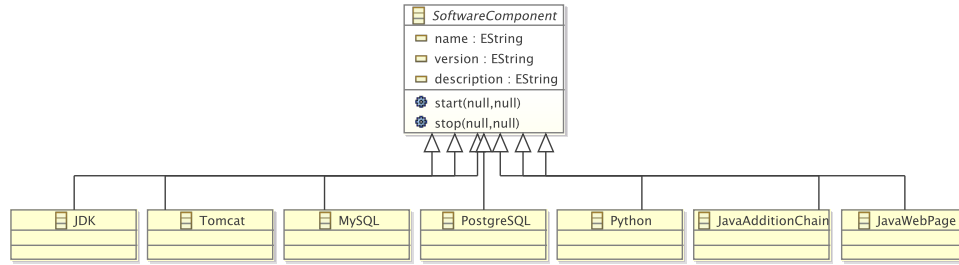 SoftwareComponent
name : EString
version : EString
description : EString
start(null,null)
stop(null,null)
JDK
Tomcat
MySQL
PostgreSQL
Python
JavaAdditionChain
JavaWebPage